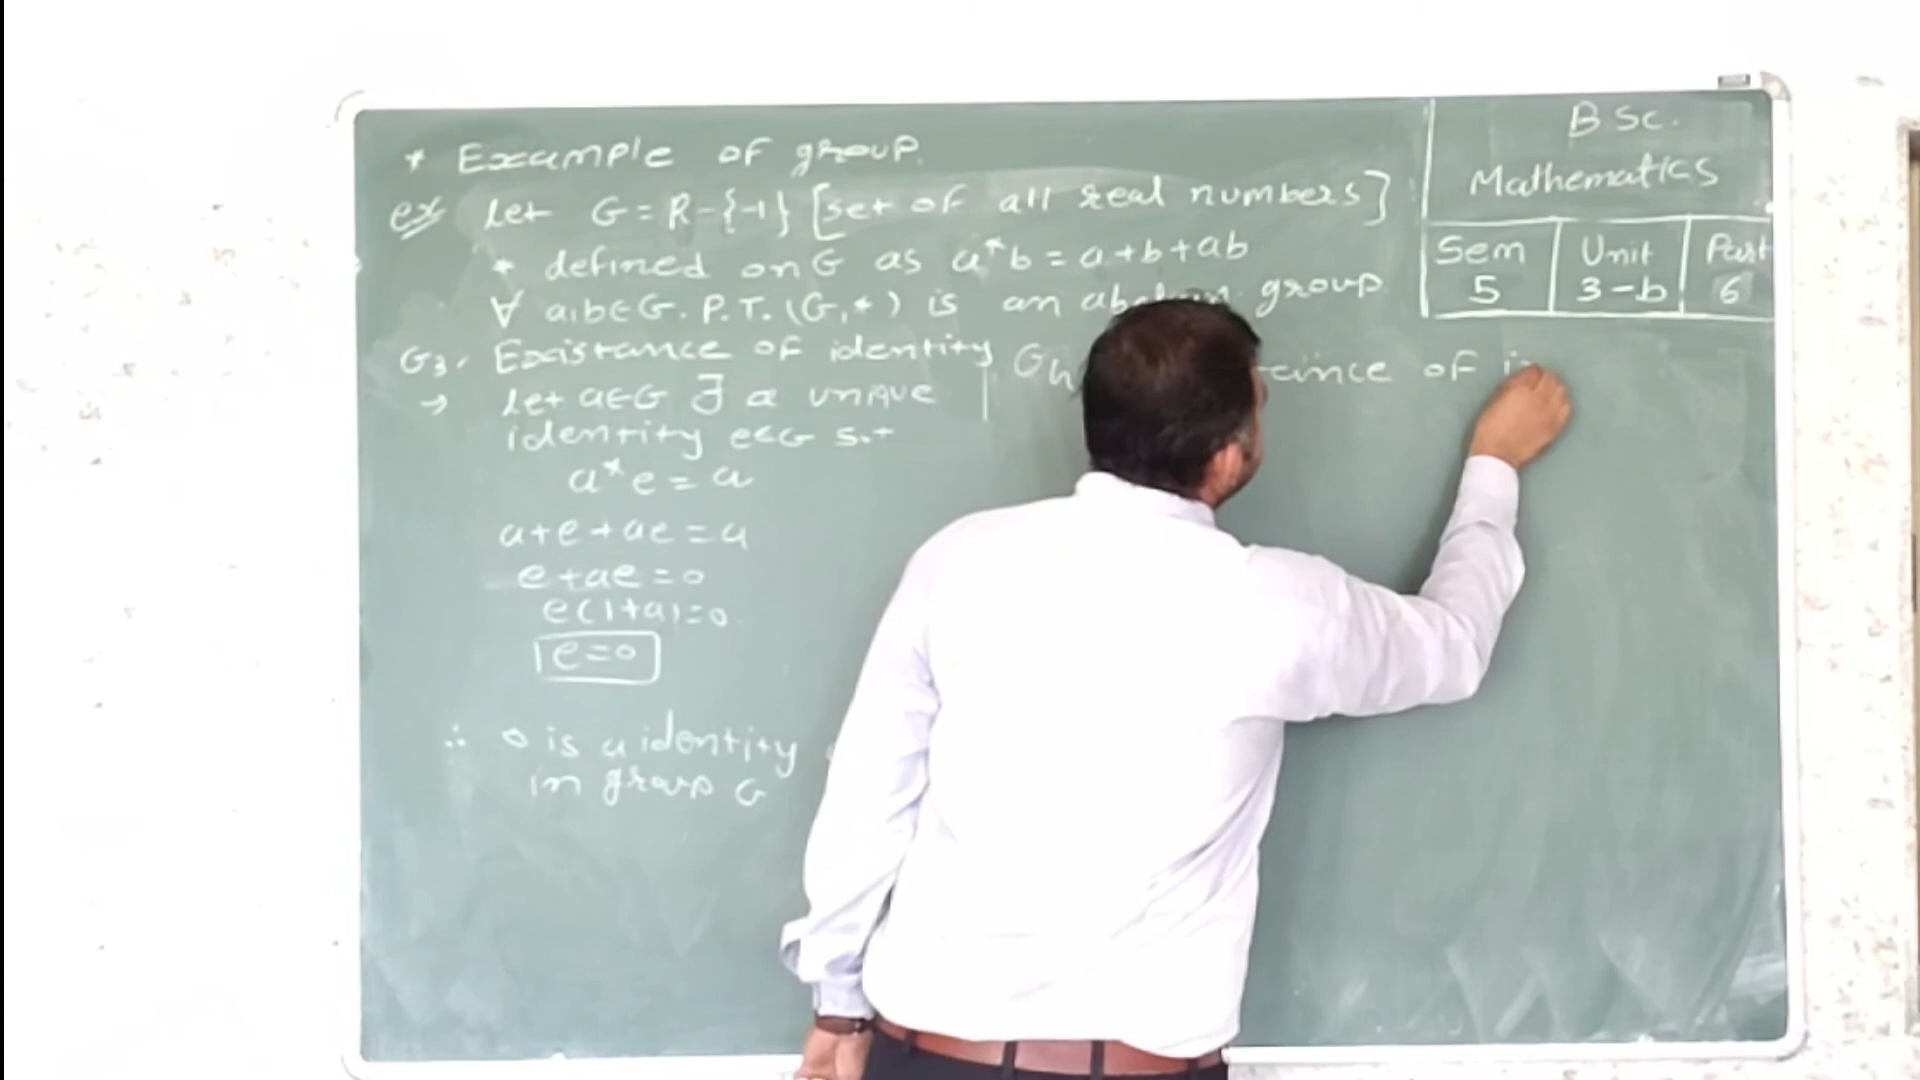 * Example of group.
ex Let G = R-{-1} [set of all real numbers]
* defined on G as a*b = a+b+ab
∀ a,b∈G. P.T. (G,*) is an group
G3. Existance of identity
→ Let a∈G ∃ a unique
identity e∈G s.t
a*e = a
a+e+ae = a
e+ae = 0
e(1+a)=0.
e=0
∴ 0 is a identity
in group G
G4 of
B Sc.
Mathematics
Sem Unit Part
5 3-b 6